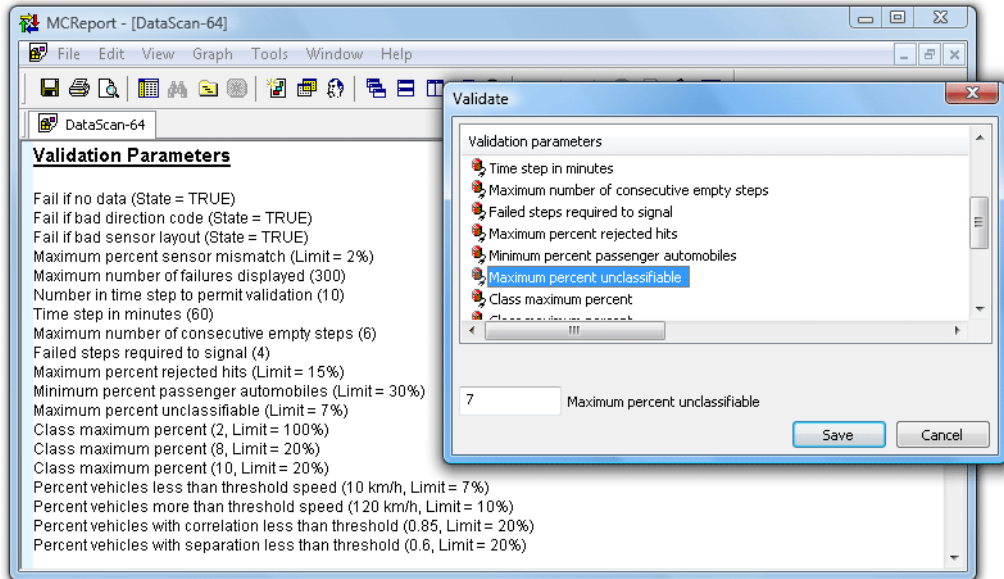 MCReport - [DataScan-64]
File Edit View Graph Tools Window Help
DataScan-64
Validation Parameters
Fail if no data (State = TRUE)
Fail if bad direction code (State = TRUE)
Fail if bad sensor layout (State = TRUE)
Maximum percent sensor mismatch (Limit = 2%)
Maximum number of failures displayed (300)
Number in time step to permit validation (10)
Time step in minutes (60)
Maximum number of consecutive empty steps (6)
Failed steps required to signal (4)
Maximum percent rejected hits (Limit = 15%)
Minimum percent passenger automobiles (Limit = 30%)
Maximum percent unclassifiable (Limit = 7%)
Class maximum percent (2, Limit = 100%)
Class maximum percent (8, Limit = 20%)
Class maximum percent (10, Limit = 20%)
Percent vehicles less than threshold speed (10 km/h, Limit = 7%)
Percent vehicles more than threshold speed (120 km/h, Limit = 10%)
Percent vehicles with correlation less than threshold (0.85, Limit = 20%)
Percent vehicles with separation less than threshold (0.6, Limit = 20%)
Validate
Validation parameters
Time step in minutes
Maximum number of consecutive empty steps
Failed steps required to signal
Maximum percent rejected hits
Minimum percent passenger automobiles
Maximum percent unclassifiable
Class maximum percent
Class maximum percent
7 Maximum percent unclassifiable
Save Cancel